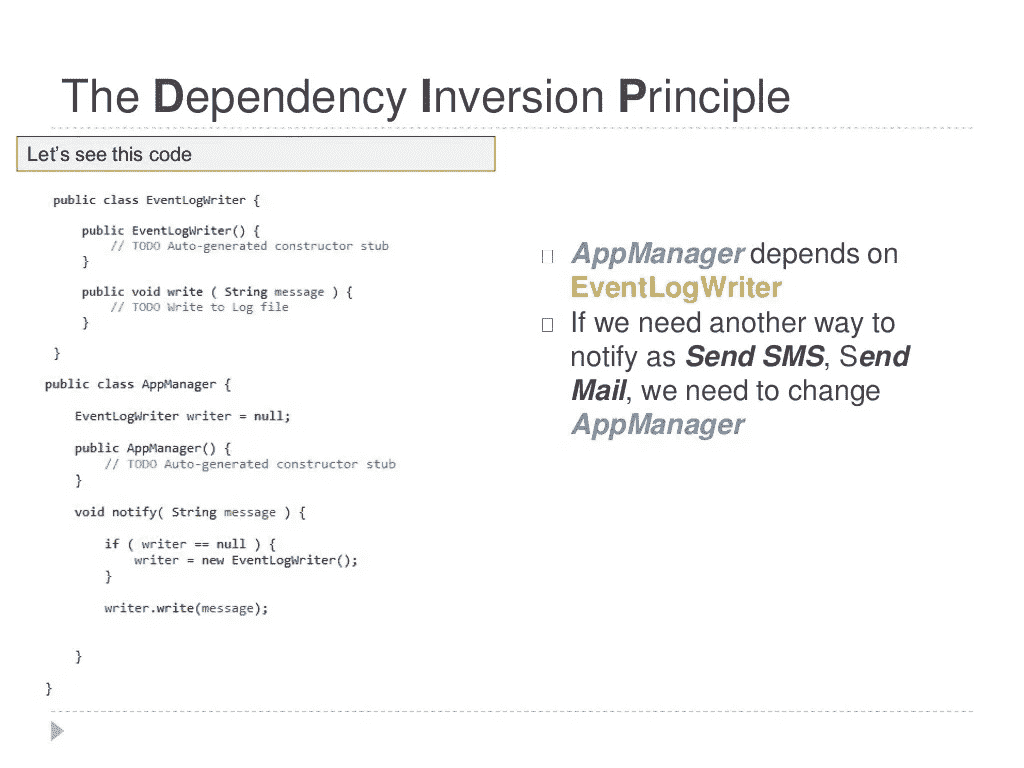 The Dependency Inversion Principle
Let's see this code
public class EventLogWriter {
public EventLogWriter() {
// TODO Auto-generated constructor stub
}
public void write ( String message ) {
// TODO Write to Log file
}
}
public class AppManager {
EventLogWriter writer = null;
public AppManager() {
// TODO Auto-generated constructor stub
}
void notify( String message ) {
if ( writer == null ) {
writer = new EventLogWriter();
}
writer.write(message);
}
}
AppManager depends on
EventLogWriter
If we need another way to
notify as Send SMS, Send
Mail, we need to change
AppManager